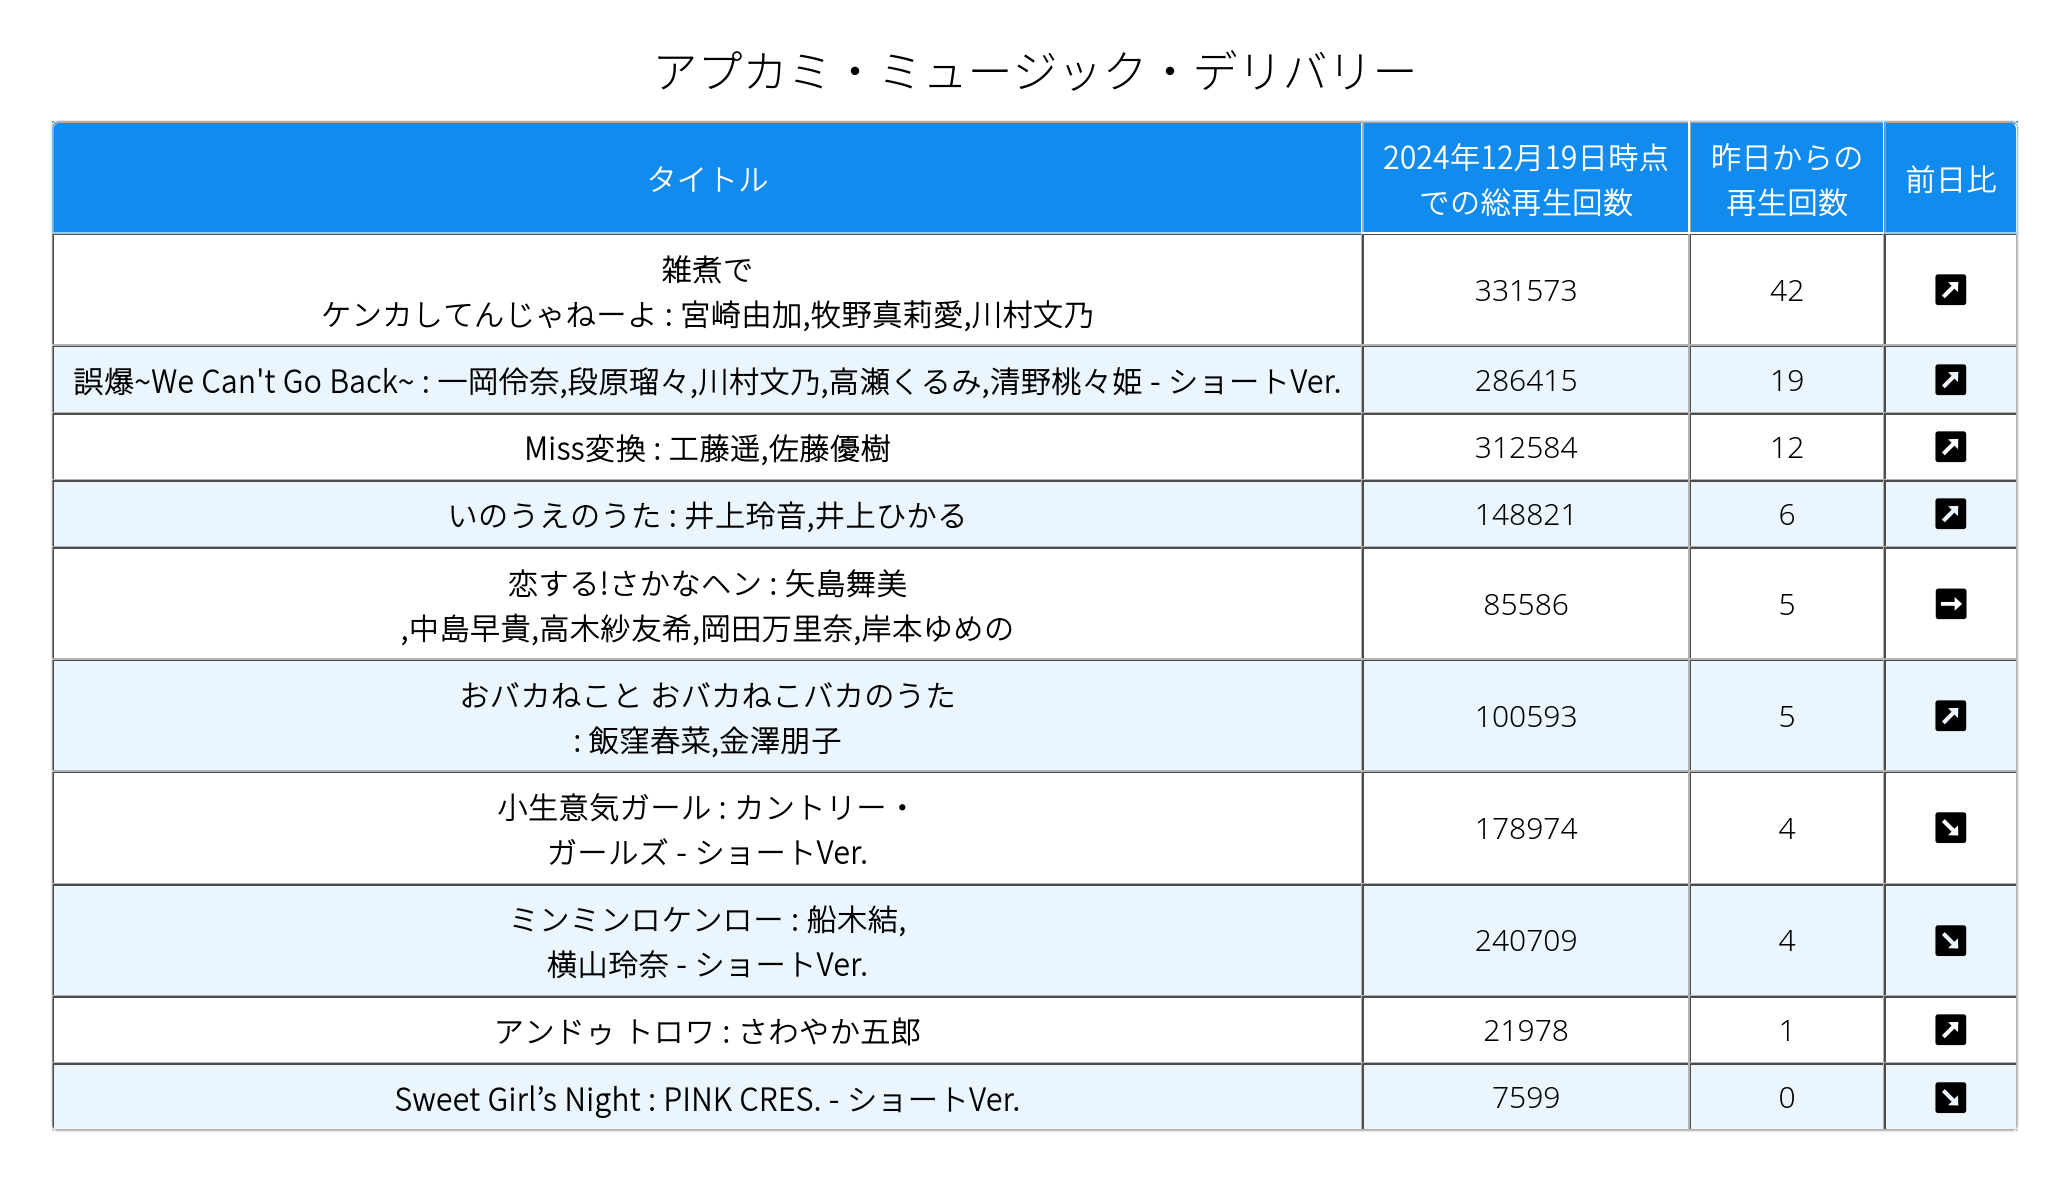 アプカミ・ミュージック・デリバリー
タイトル
2024年12月19日時点
での総再生回数
昨日からの
再生回数
前日比
雑煮で
ケンカしてんじゃねーよ : 宮崎由加,牧野真莉愛,川村文乃
331573
42
誤爆~We Can't Go Back~ : 一岡伶奈,段原瑠々,川村文乃,高瀬くるみ,清野桃々姫 - ショートVer.
286415
19
Miss変換 : 工藤遥,佐藤優樹
312584
12
いのうえのうた : 井上玲音,井上ひかる
148821
6
恋する!さかなヘン : 矢島舞美
,中島早貴,高木紗友希,岡田万里奈,岸本ゆめの
85586
5
おバカねこと おバカねこバカのうた
: 飯窪春菜,金澤朋子
100593
5
小生意気ガール : カントリー・
ガールズ - ショートVer.
178974
4
ミンミンロケンロー : 船木結,
横山玲奈 - ショートVer.
240709
4
アンドゥ トロワ : さわやか五郎
21978
1
Sweet Girl’s Night : PINK CRES. - ショートVer.
7599
0